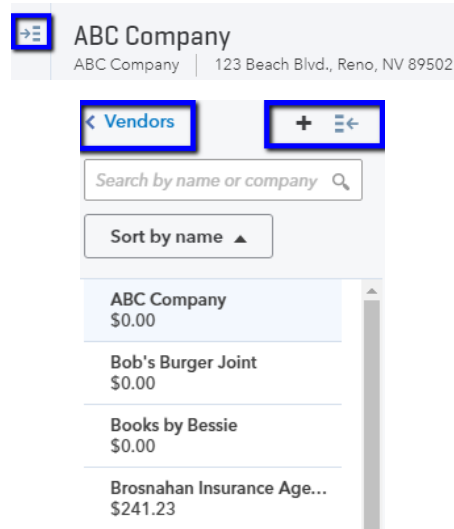 ABC Company
ABC Company | 123 Beach Blvd., Reno, NV 89502
Vendors
Search by name or company
Sort by name
ABC Company
$0.00
Bob's Burger Joint
$0.00
Books by Bessie
$0.00
Brosnahan Insurance Age...
$241.23